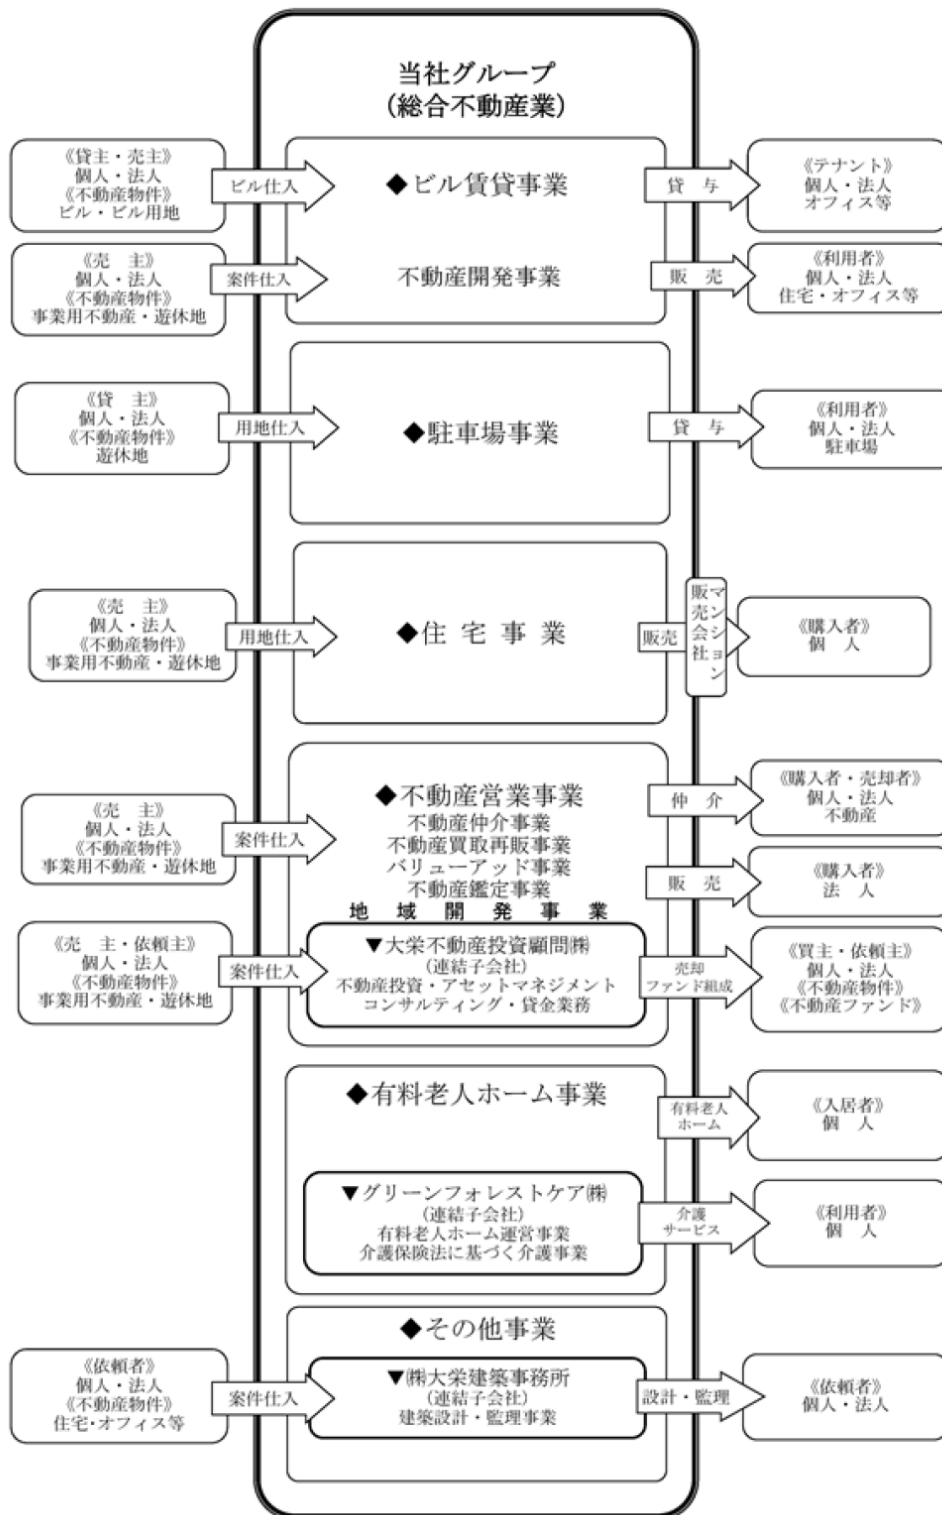 当社グループ
（総合不動産業）
《貸主・売主》
個人・法人
《不動産物件》
ビル・ビル用地
ビル仕入
◆ビル賃貸事業
貸　与
《テナント》
個人・法人
オフィス等
《売　主》
個人・法人
《不動産物件》
事業用不動産・遊休地
案件仕入
不動産開発事業
販　売
《利用者》
個人・法人
住宅・オフィス等
《貸　主》
個人・法人
《不動産物件》
遊休地
用地仕入
◆駐車場事業
貸　与
《利用者》
個人・法人
駐車場
《売　主》
個人・法人
《不動産物件》
事業用不動産・遊休地
用地仕入
◆住 宅 事 業
販売
マンション
販売会社
《購入者》
個　人
《売　主》
個人・法人
《不動産物件》
事業用不動産・遊休地
案件仕入
◆不動産営業事業
不動産仲介事業
不動産買取再販事業
バリューアッド事業
不動産鑑定事業
地 域 開 発 事 業
仲　介
《購入者・売却者》
個人・法人
不動産
販　売
《購入者》
法　人
《売　主・依頼主》
個人・法人
《不動産物件》
事業用不動産・遊休地
案件仕入
▼大栄不動産投資顧問㈱
(連結子会社)
不動産投資・アセットマネジメント
コンサルティング・貸金業務
売却
ファンド組成
《買主・依頼主》
個人・法人
《不動産物件》
《不動産ファンド》
◆有料老人ホーム事業
有料老人
ホーム
《入居者》
個　人
▼グリーンフォレストケア㈱
(連結子会社)
有料老人ホーム運営事業
介護保険法に基づく介護事業
介護
サービス
《利用者》
個　人
◆その他事業
《依頼者》
個人・法人
《不動産物件》
住宅･オフィス等
案件仕入
▼㈱大栄建築事務所
(連結子会社)
建築設計・監理事業
設計・監理
《依頼者》
個人・法人